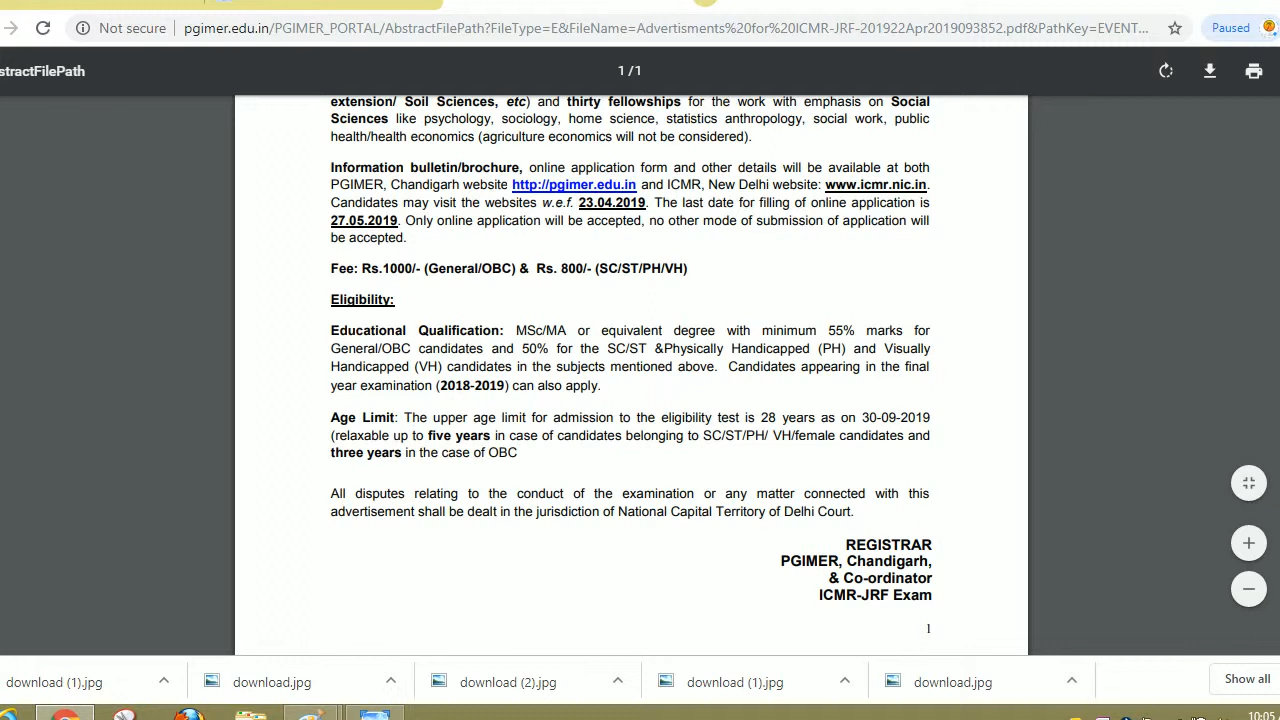 Not secure pgimer.edu.in/PGIMER_PORTAL/AbstractFilePath?FileType=E&FileName=Advertisments%20for%20ICMR-JRF-201922Apr2019093852.pdf&PathKey=EVENT... Paused
stractFilePath 1/1
extension/ Soil Sciences, etc) and thirty fellowships for the work with emphasis on Social
Sciences like psychology, sociology, home science, statistics anthropology, social work, public
health/health economics (agriculture economics will not be considered).
Information bulletin/brochure, online application form and other details will be available at both
PGIMER, Chandigarh website http://pgimer.edu.in and ICMR, New Delhi website: www.icmr.nic.in.
Candidates may visit the websites w.e.f. 23.04.2019. The last date for filling of online application is
27.05.2019. Only online application will be accepted, no other mode of submission of application will
be accepted.
Fee: Rs.1000/- (General/OBC) & Rs. 800/- (SC/ST/PH/VH)
Eligibility:
Educational Qualification: MSc/MA or equivalent degree with minimum 55% marks for
General/OBC candidates and 50% for the SC/ST &Physically Handicapped (PH) and Visually
Handicapped (VH) candidates in the subjects mentioned above. Candidates appearing in the final
year examination (2018-2019) can also apply.
Age Limit: The upper age limit for admission to the eligibility test is 28 years as on 30-09-2019
(relaxable up to five years in case of candidates belonging to SC/ST/PH/ VH/female candidates and
three years in the case of OBC
All disputes relating to the conduct of the examination or any matter connected with this
advertisement shall be dealt in the jurisdiction of National Capital Territory of Delhi Court.
REGISTRAR
PGIMER, Chandigarh,
& Co-ordinator
ICMR-JRF Exam
1
download (1).jpg download.jpg download (2).jpg download (1).jpg download.jpg Show all
10:05